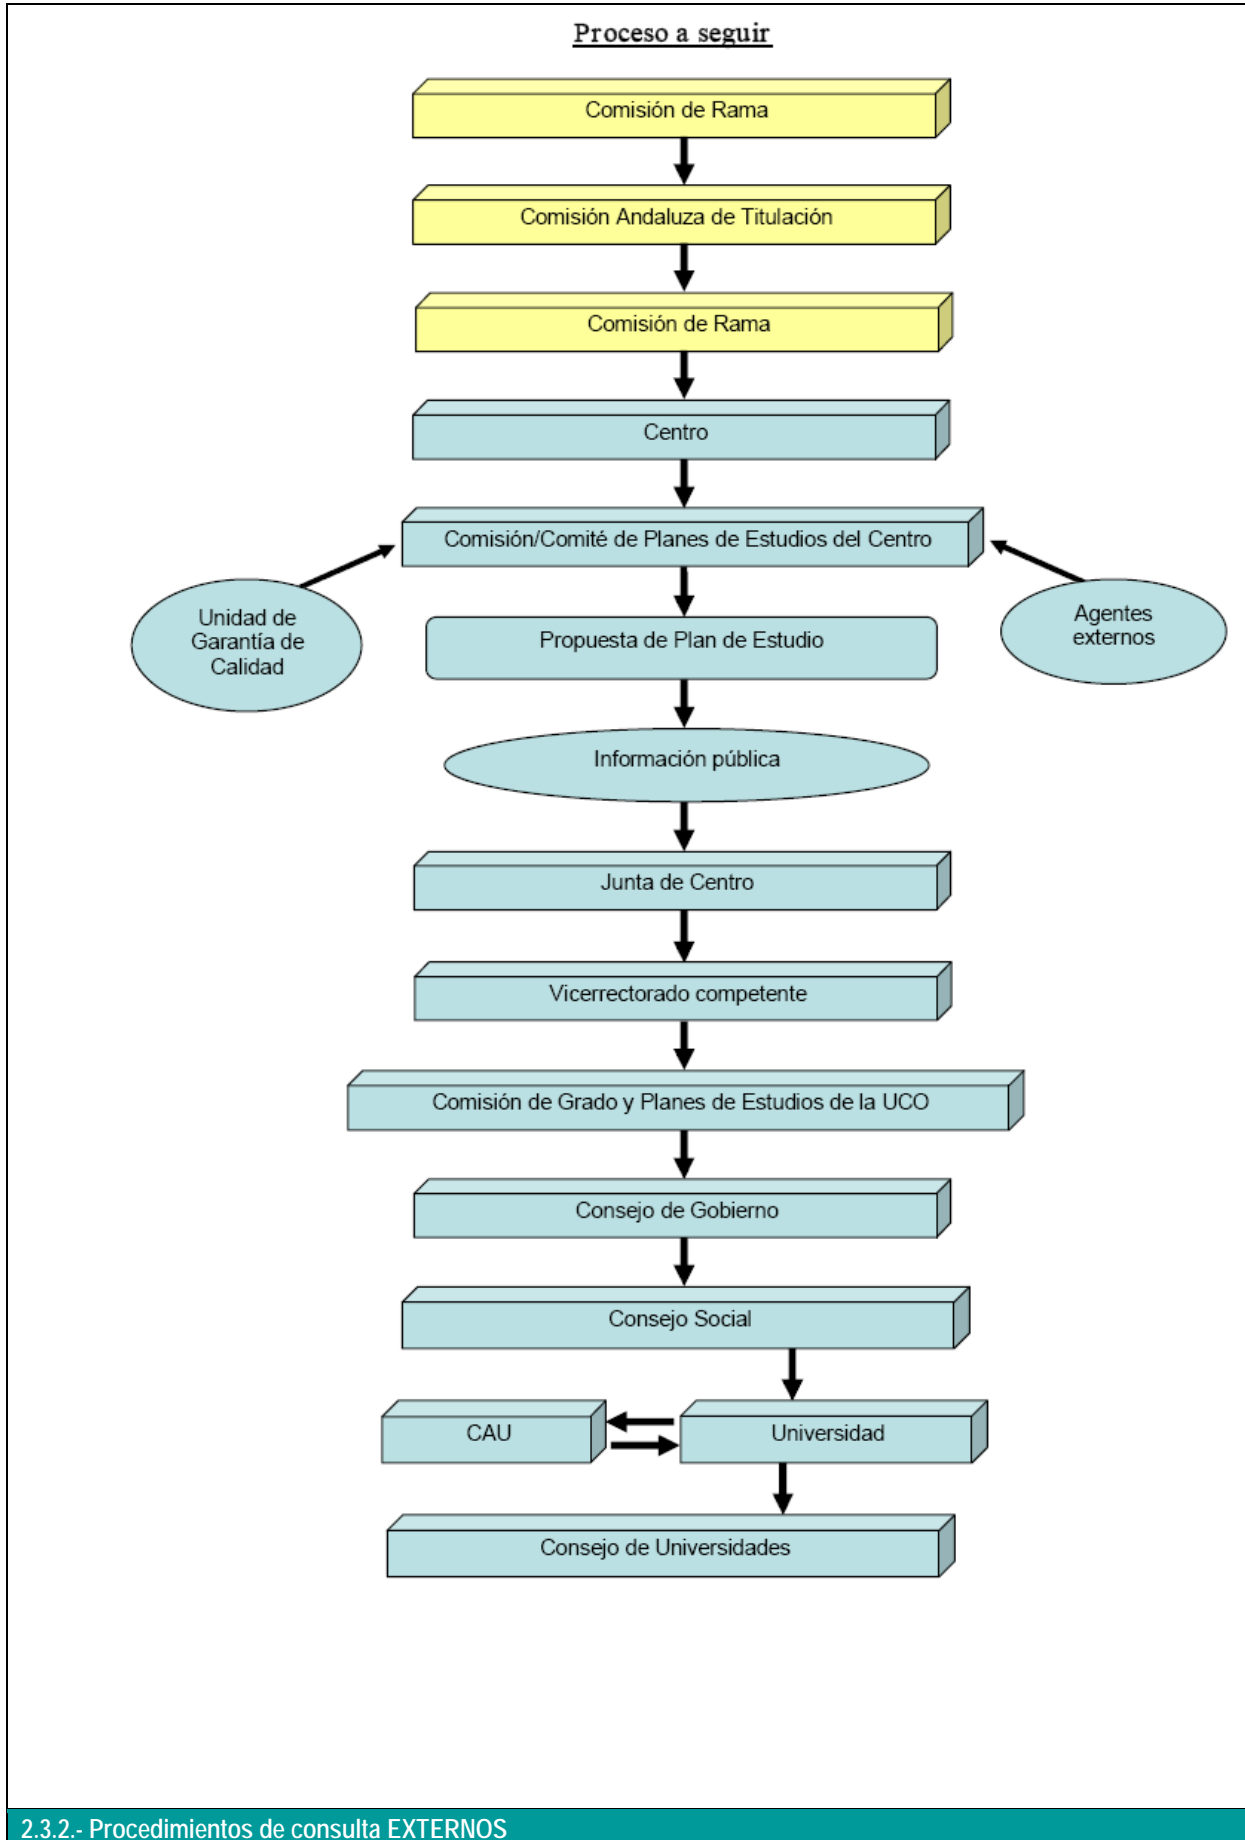 Proceso a seguir
Comisión de Rama
Comisión Andaluza de Titulación
Comisión de Rama
Centro
Comisión/Comité de Planes de Estudios del Centro
Unidad de
Garantía de
Calidad
Agentes
externos
Propuesta de Plan de Estudio
Información pública
Junta de Centro
Vicerrectorado competente
Comisión de Grado y Planes de Estudios de la UCO
Consejo de Gobierno
Consejo Social
CAU
Universidad
Consejo de Universidades
2.3.2.- Procedimientos de consulta EXTERNOS